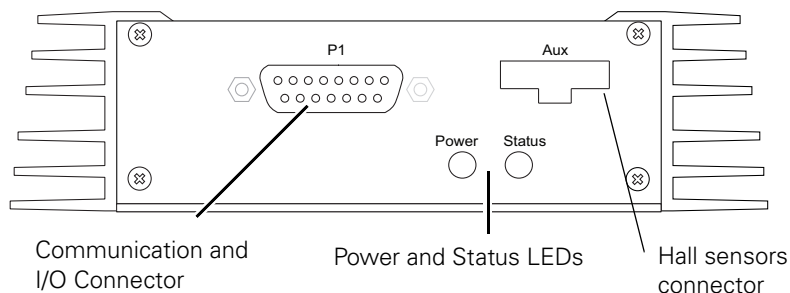 P1
Aux
Power
Status
Communication and
I/O Connector
Power and Status LEDs
Hall sensors
connector